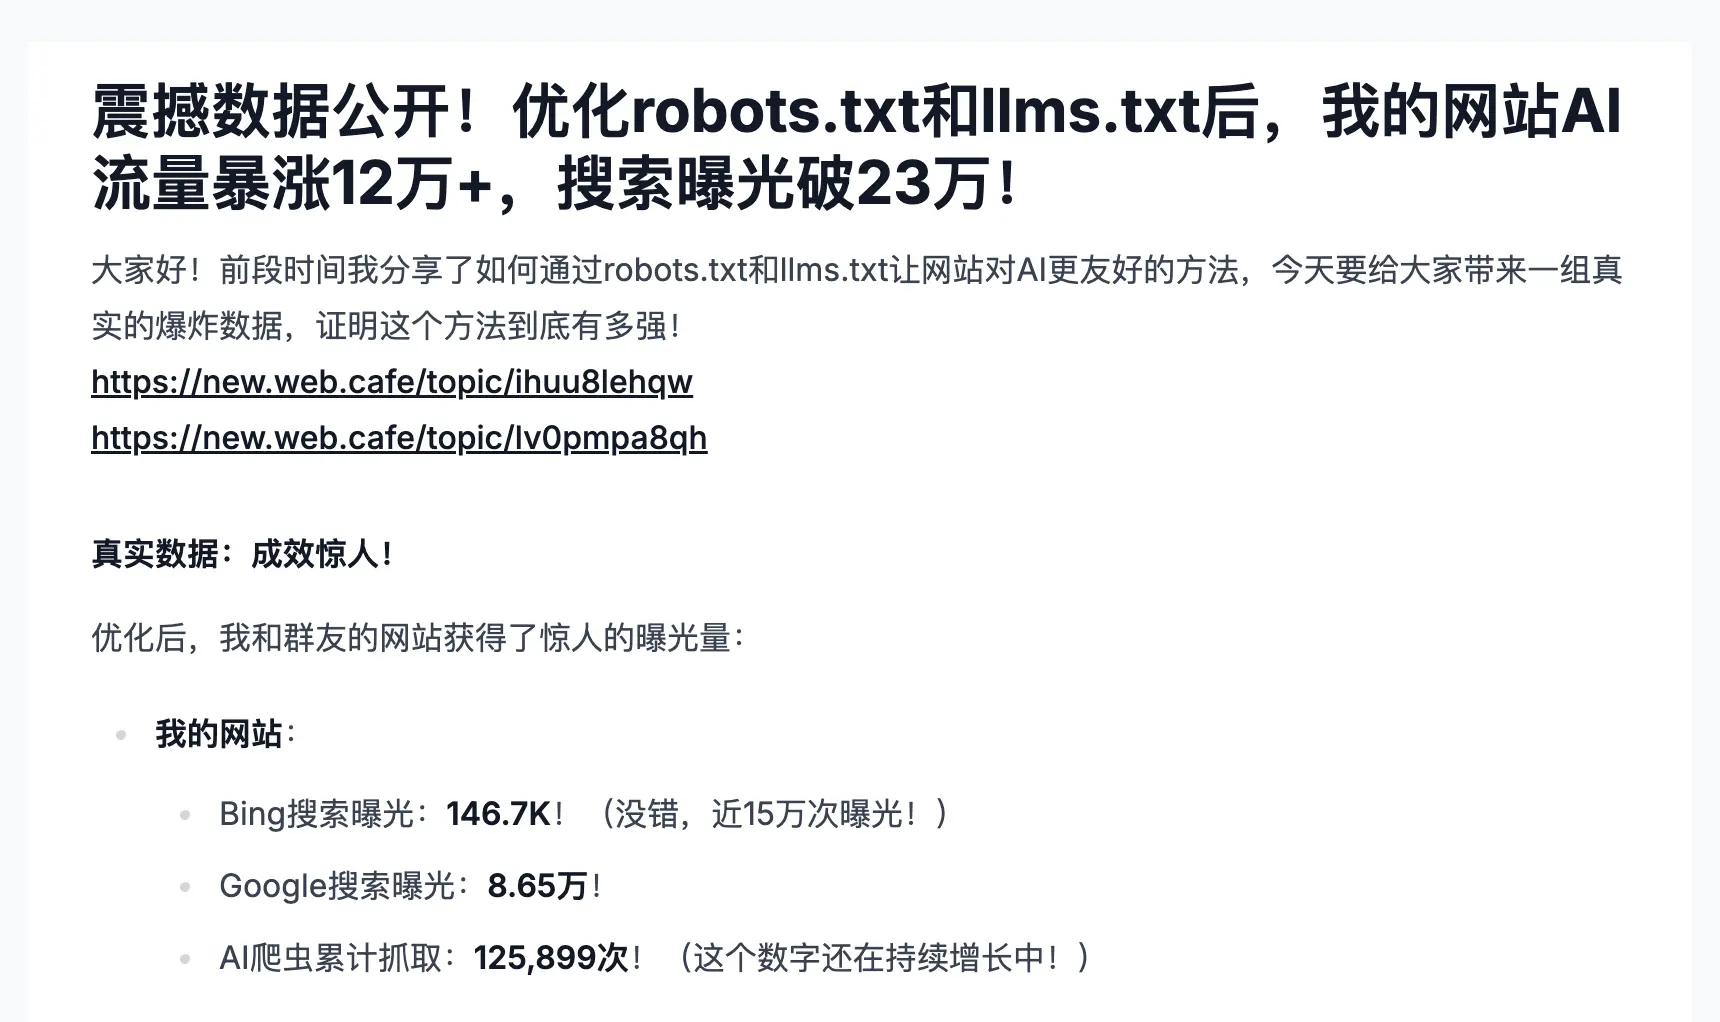 震撼数据公开！优化robots.txt和llms.txt后，我的网站AI
流量暴涨12万+，搜索曝光破23万！
大家好！前段时间我分享了如何通过robots.txt和llms.txt让网站对AI更友好的方法，今天要给大家带来一组真
实的爆炸数据，证明这个方法到底有多强！
https://new.web.cafe/topic/ihuu8lehqw
https://new.web.cafe/topic/lv0pmpa8qh
真实数据：成效惊人！
优化后，我和群友的网站获得了惊人的曝光量：
我的网站：
Bing搜索曝光：146.7K！（没错，近15万次曝光！）
Google搜索曝光：8.65万！
AI爬虫累计抓取：125,899次！（这个数字还在持续增长中！）